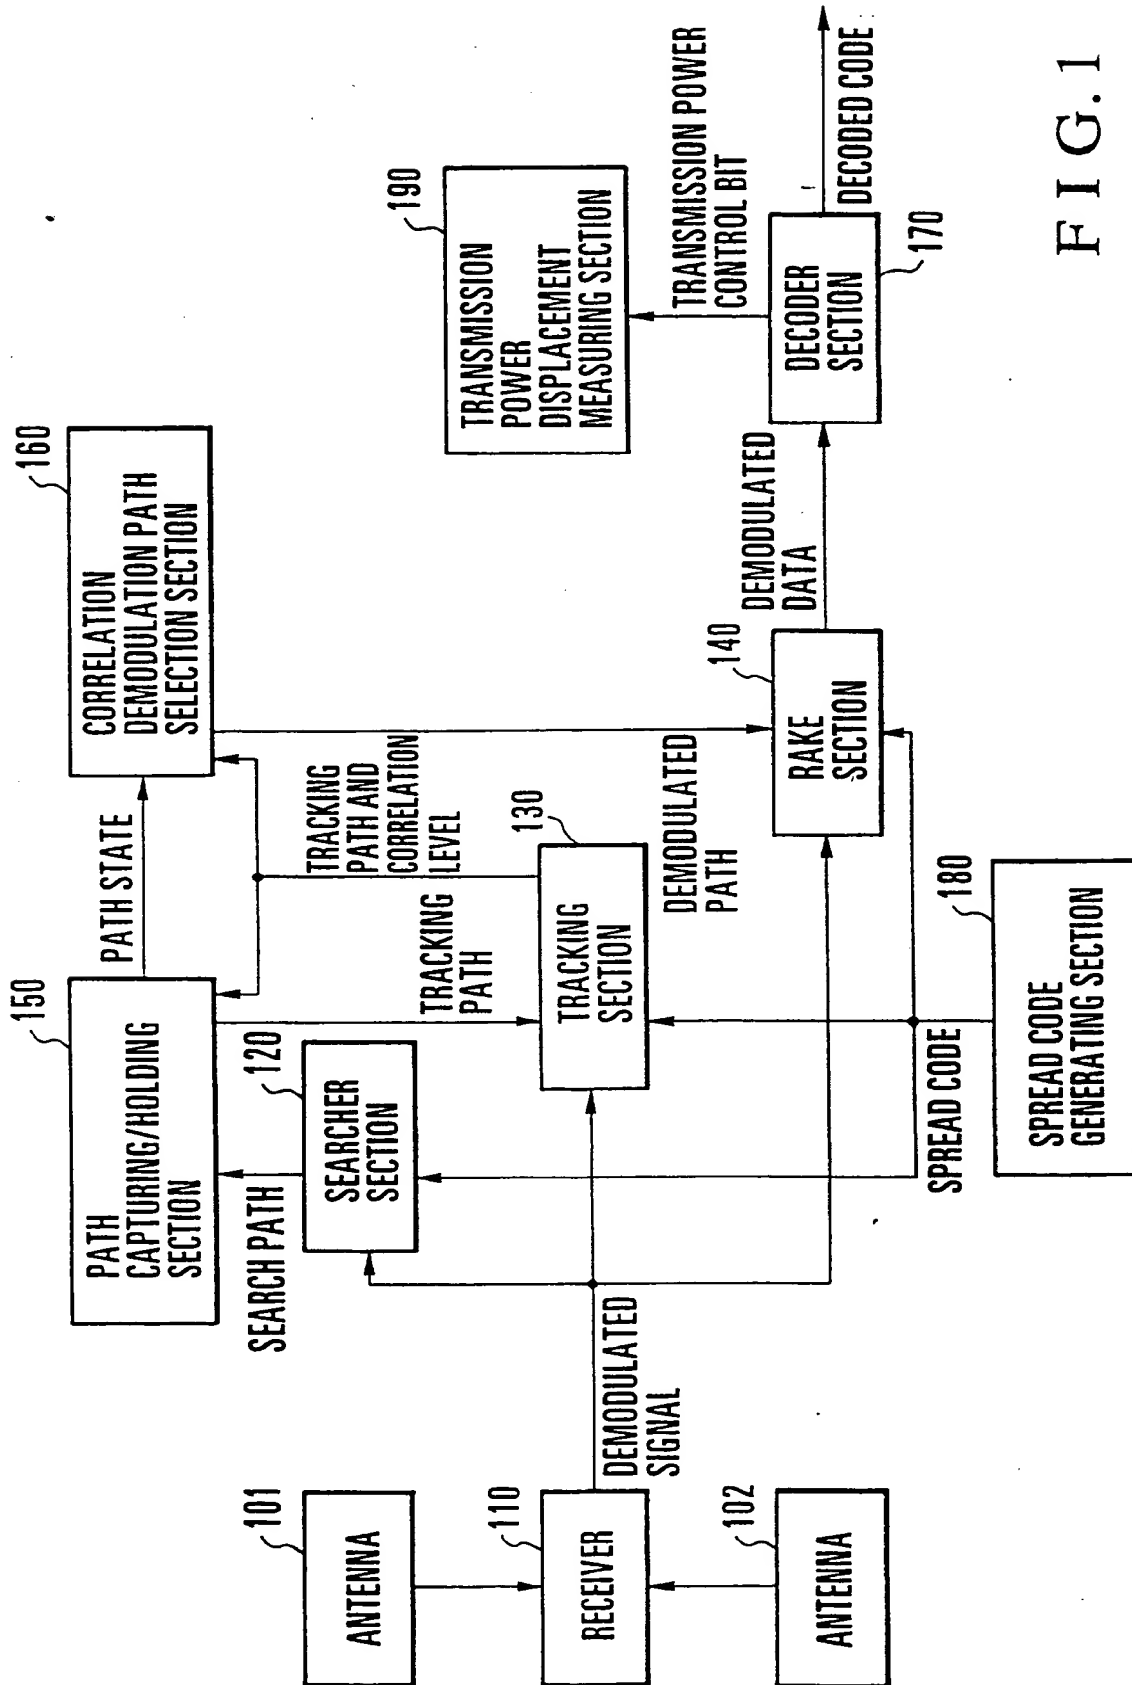 150
PATH
CAPTURING/HOLDING
SECTION
PATH STATE
160
CORRELATION
DEMODULATION PATH
SELECTION SECTION
SEARCH PATH
120
SEARCHER
SECTION
TRACKING
PATH
TRACKING
PATH AND
CORRELATION
LEVEL
190
TRANSMISSION
POWER
DISPLACEMENT
MEASURING SECTION
101
ANTENNA
110
RECEIVER
DEMODULATED
SIGNAL
130
TRACKING
SECTION
DEMODULATED
PATH
TRANSMISSION POWER
CONTROL BIT
102
ANTENNA
140
RAKE
SECTION
DEMODULATED
DATA
DECODER
SECTION
170
DECODED CODE
SPREAD CODE
180
SPREAD CODE
GENERATING SECTION
FIG.1